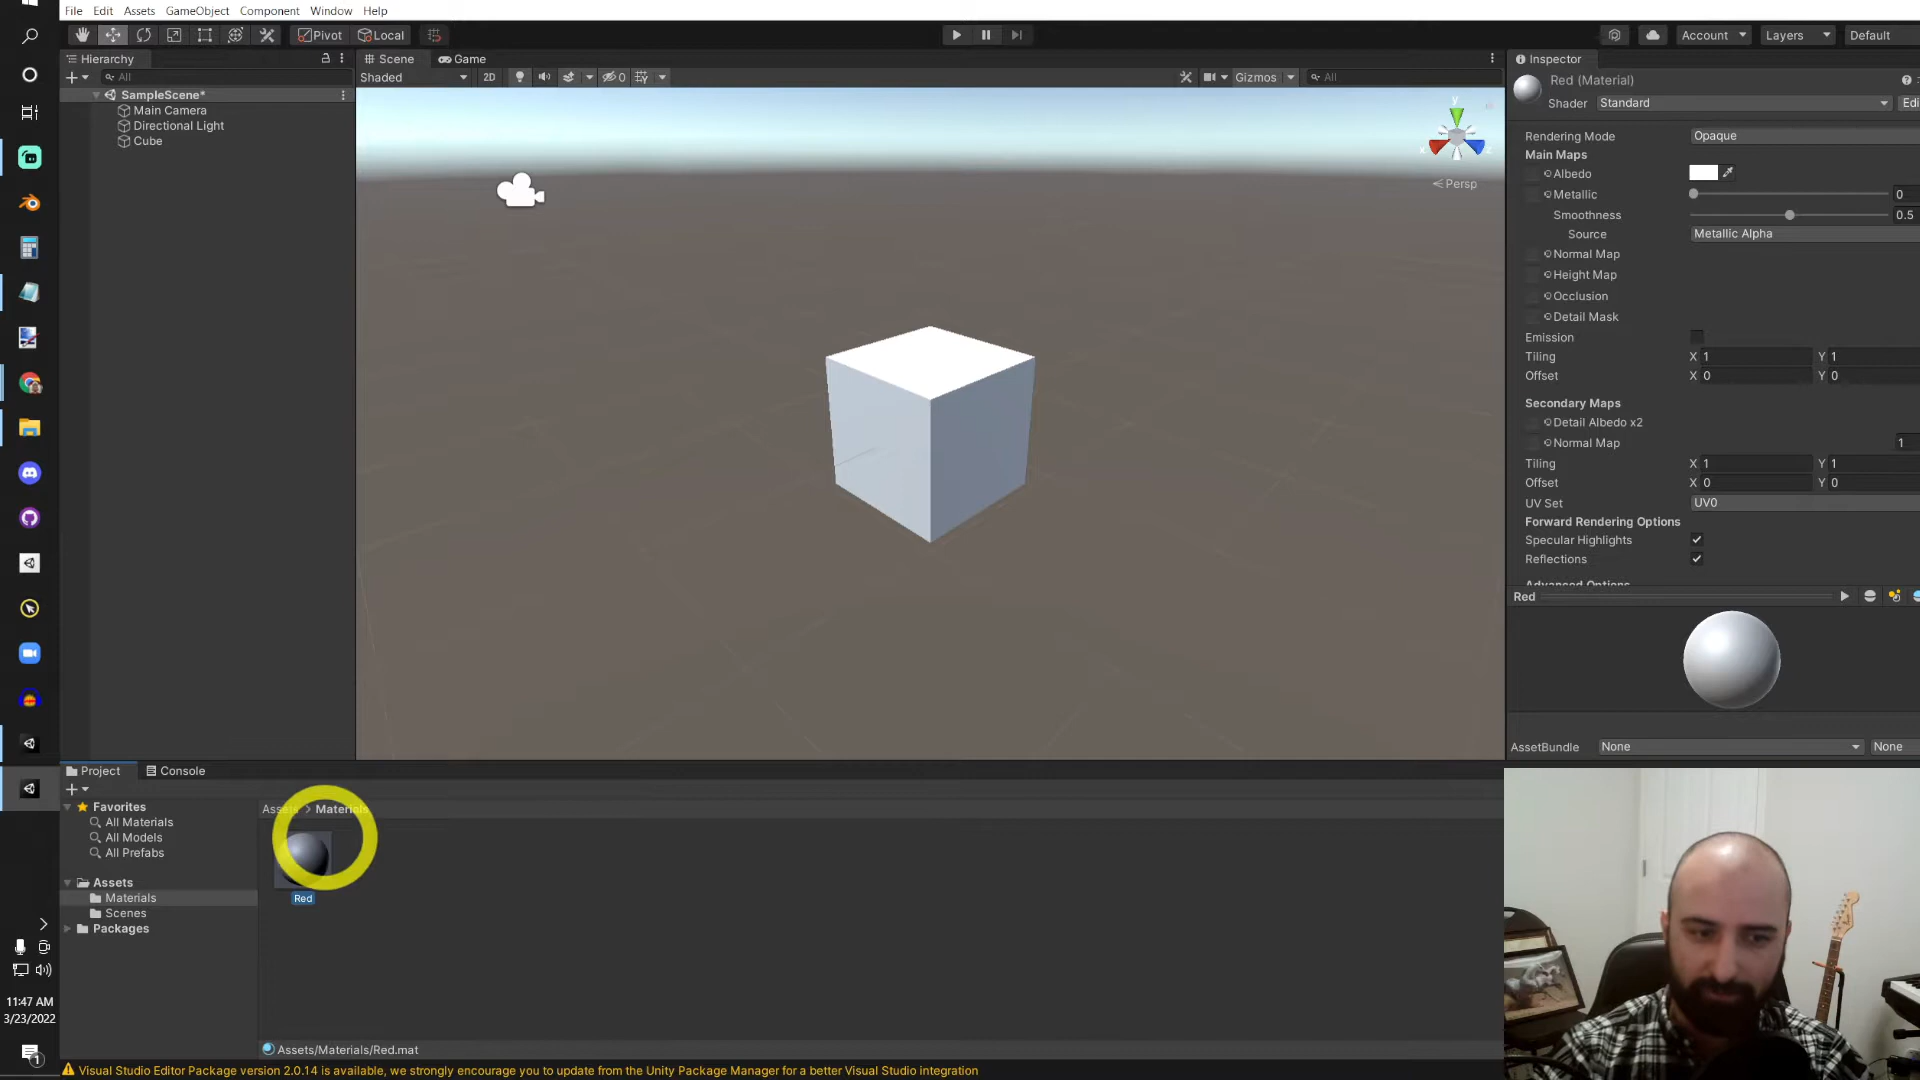 File Edit Assets GameObject Component Window Help
Pivot Local Account Layers Default
Hierarchy
All
SampleScene*
Main Camera
Directional Light
Cube
Scene Game
Shaded 2D 0 Gizmos All
y
x z
Persp
Inspector
Red (Material)
Shader Standard
Rendering Mode Opaque
Main Maps
Albedo
Metallic 0
Smoothness 0.5
Source Metallic Alpha
Normal Map
Height Map
Occlusion
Detail Mask
Emission
Tiling X 1 Y 1
Offset X 0 Y 0
Secondary Maps
Detail Albedo x2
Normal Map 1
Tiling X 1 Y 1
Offset X 0 Y 0
UV Set UV0
Forward Rendering Options
Specular Highlights
Reflections
Advanced Options
Red
AssetBundle None None
Project Console
Favorites
All Materials
All Models
All Prefabs
Assets
Materials
Scenes
Packages
Assets > Materials
Red
Assets/Materials/Red.mat
11:47 AM
3/23/2022
1
Visual Studio Editor Package version 2.0.14 is available, we strongly encourage you to update from the Unity Package Manager for a better Visual Studio integration